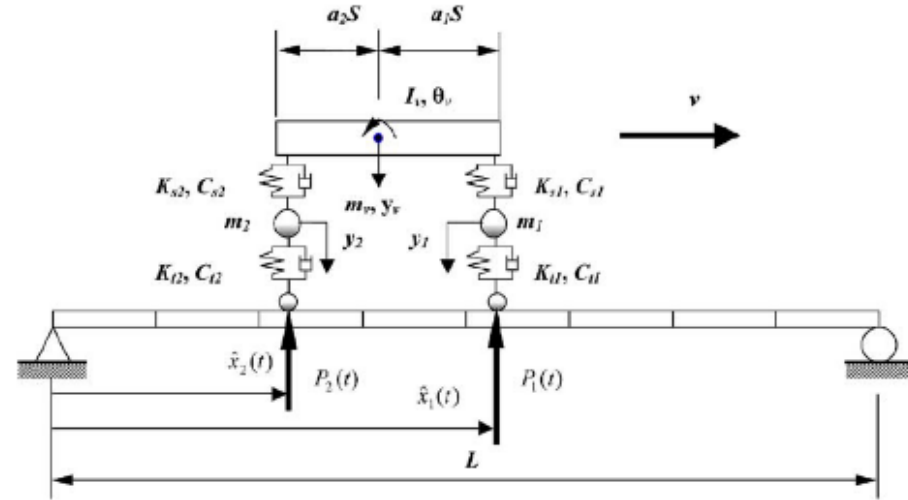 a₂S a₁S
Iᵥ, θᵥ
v
Kₛ₂, Cₛ₂ mᵥ, yᵥ Kₛ₁, Cₛ₁
m₂ y₂ y₁ m₁
Kₜ₂, Cₜ₂ Kₜ₁, Cₜ₁
x̂₂(t) P₂(t) x̂₁(t) P₁(t)
L